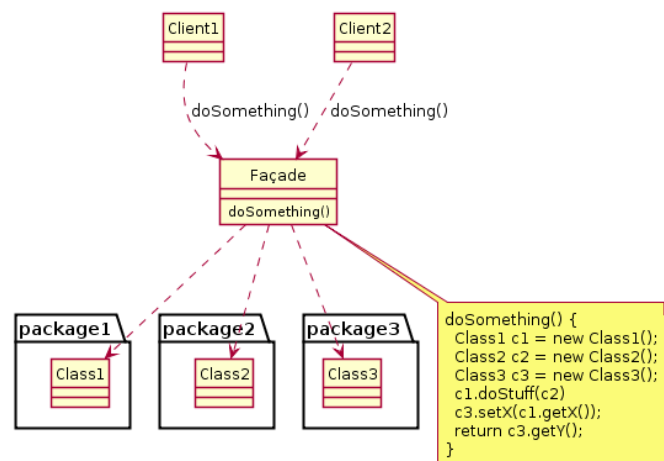 Client1
Client2
doSomething()
doSomething()
Façade
doSomething()
package1
package2
package3
Class1
Class2
Class3
doSomething() {
Class1 c1 = new Class1();
Class2 c2 = new Class2();
Class3 c3 = new Class3();
c1.doStuff(c2)
c3.setX(c1.getX());
return c3.getY();
}